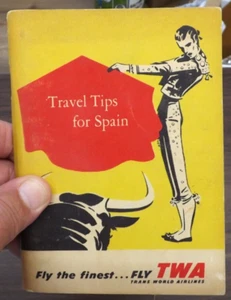 Travel Tips
for Spain
Fly the finest...FLY TWA
TRANS WORLD AIRLINES